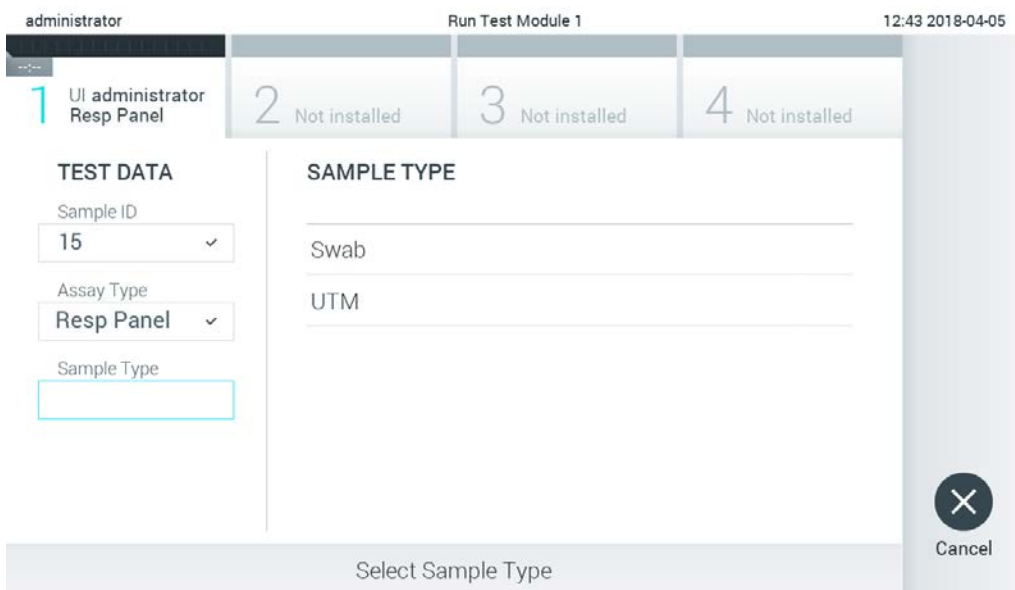 administrator
Run Test Module 1
12:43 2018-04-05
--:--
1 UI administrator
Resp Panel
2 Not installed
3 Not installed
4 Not installed
TEST DATA
Sample ID
15
Assay Type
Resp Panel
Sample Type
SAMPLE TYPE
Swab
UTM
Cancel
Select Sample Type